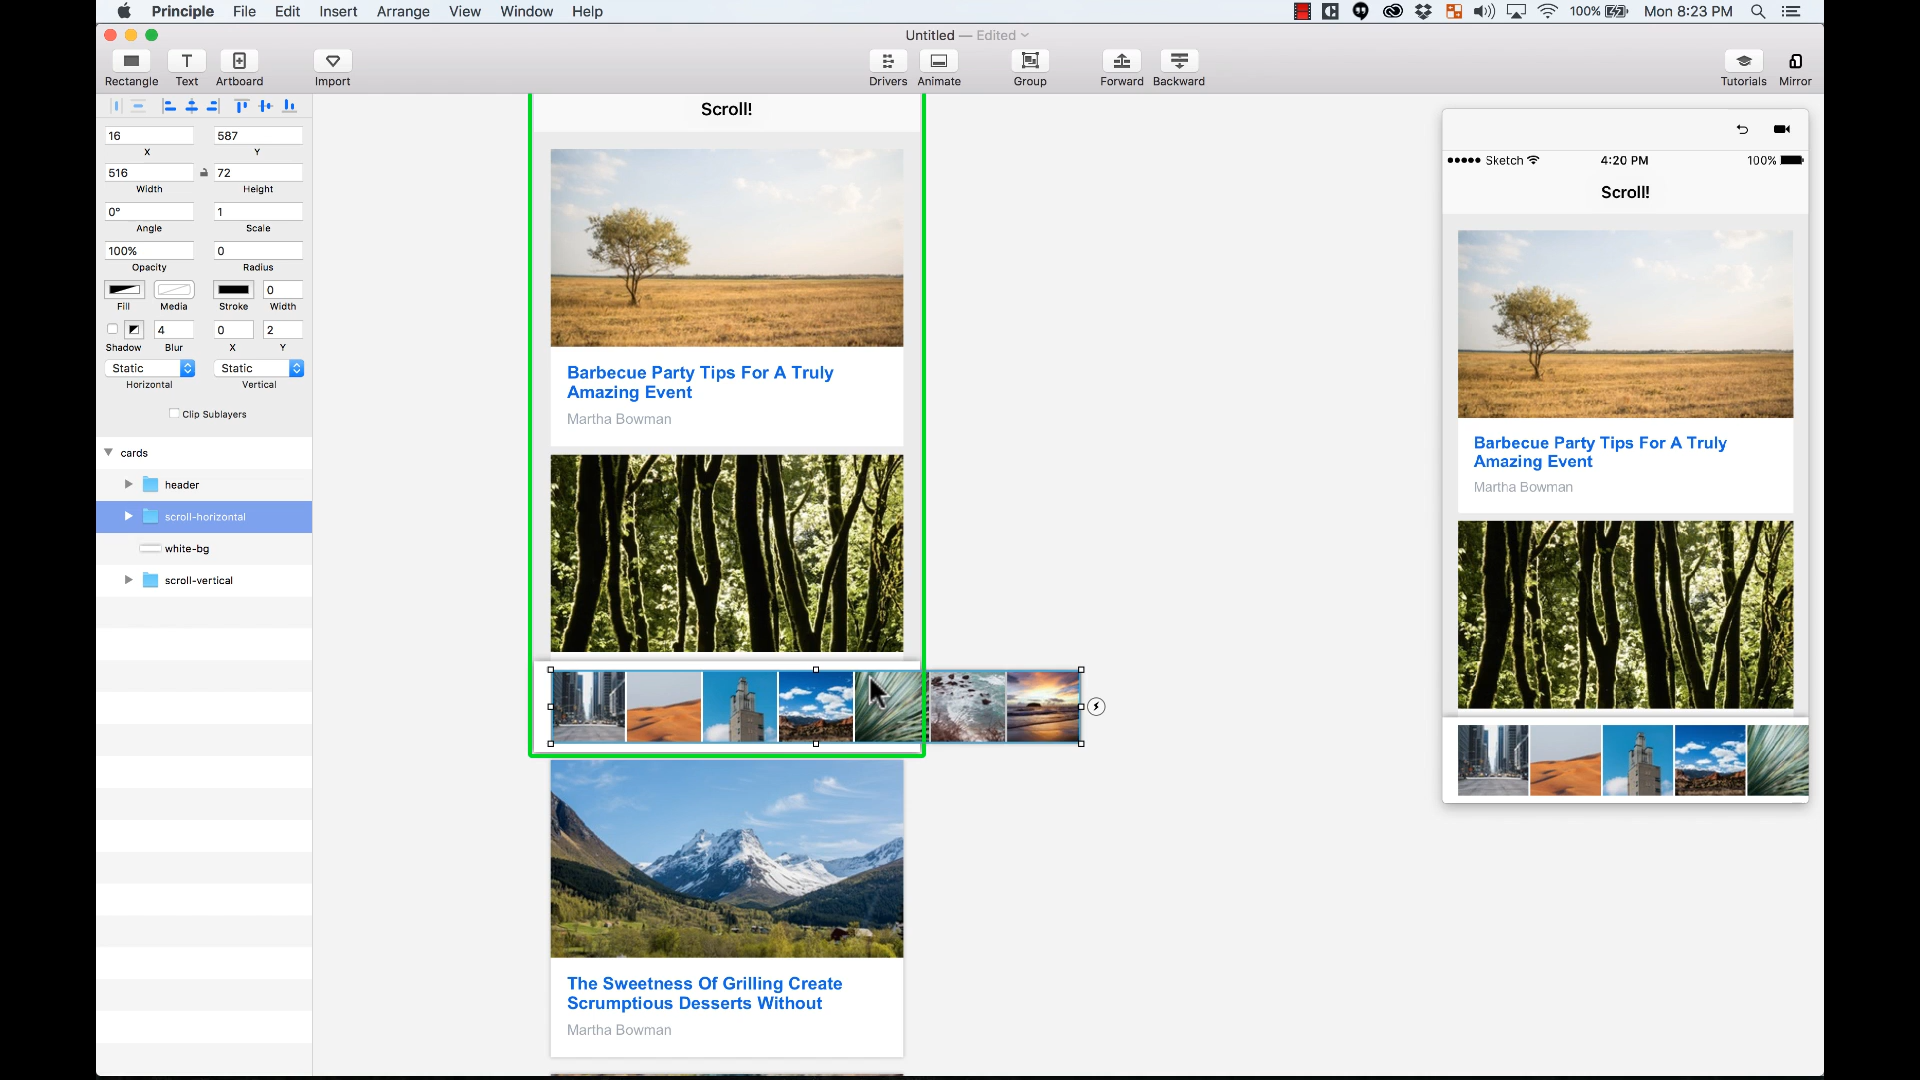 Principle File Edit Insert Arrange View Window Help 100% Mon 8:23 PM
Untitled — Edited
Rectangle Text Artboard Import Drivers Animate Group Forward Backward Tutorials Mirror
16 587
X Y
516 72
Width Height
0° 1
Angle Scale
100% 0
Opacity Radius
0
Fill Media Stroke Width
4 0 2
Shadow Blur X Y
Static Static
Horizontal Vertical
Clip Sublayers
cards
header
scroll-horizontal
white-bg
scroll-vertical
Scroll!
Barbecue Party Tips For A Truly
Amazing Event
Martha Bowman
The Sweetness Of Grilling Create
Scrumptious Desserts Without
Martha Bowman
Sketch 4:20 PM 100%
Scroll!
Barbecue Party Tips For A Truly
Amazing Event
Martha Bowman